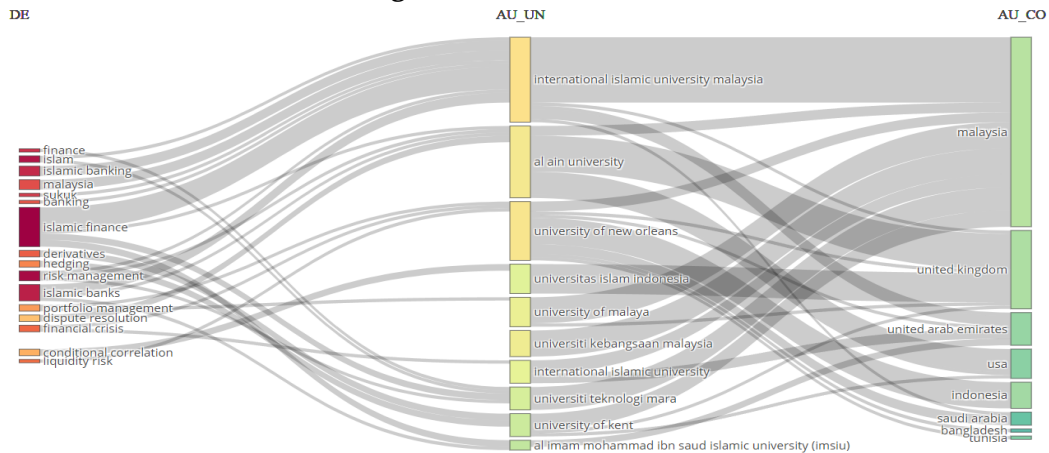 DE
AU_UN
AU_CO
finance
islam
islamic banking
malaysia
sukuk
banking
islamic finance
derivatives
hedging
risk management
islamic banks
portfolio management
dispute resolution
financial crisis
conditional correlation
liquidity risk
international islamic university malaysia
al ain university
university of new orleans
universitas islam indonesia
university of malaya
universiti kebangsaan malaysia
international islamic university
universiti teknologi mara
university of kent
al imam mohammad ibn saud islamic university (imsiu)
malaysia
united kingdom
united arab emirates
usa
indonesia
saudi arabia
bangladesh
tunisia